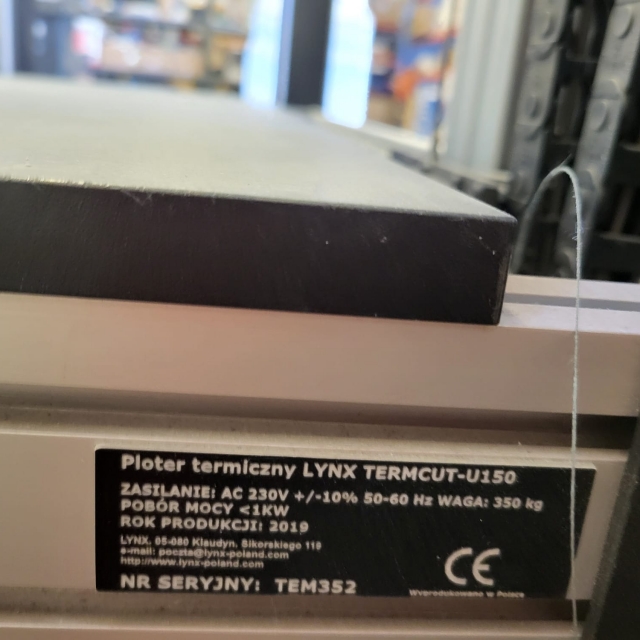 Ploter termiczny LYNX TERMCUT-U150
ZASILANIE: AC 230V +/-10% 50-60 Hz WAGA: 350 kg
POBÓR MOCY <1KW
ROK PRODUKCJI: 2019
LYNX. 05-080 Klaudyn. Sikorskiego 119
e-mail: poczta@lynx-poland.com
http://www.lynx-poland.com
CE
NR SERYJNY: TEM352
Wyprodukowano w Polsce